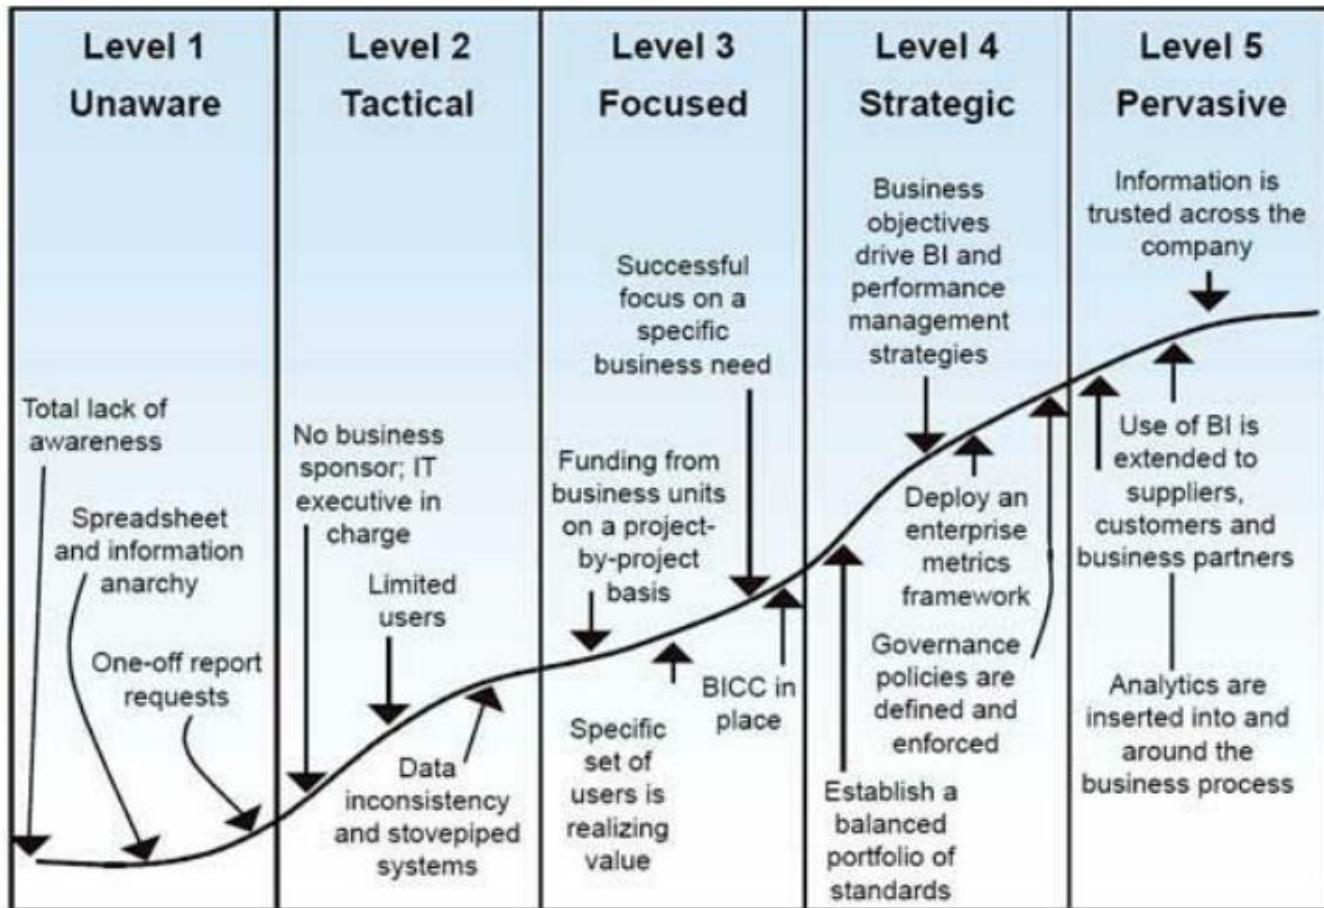 Level 1
Unaware
Total lack of
awareness
Spreadsheet
and information
anarchy
One-off report
requests
Level 2
Tactical
No business
sponsor; IT
executive in
charge
Limited
users
Data
inconsistency
and stovepiped
systems
Level 3
Focused
Successful
focus on a
specific
business need
Funding from
business units
on a project-
by-project
basis
BICC in
place
Specific
set of
users is
realizing
value
Level 4
Strategic
Business
objectives
drive BI and
performance
management
strategies
Deploy an
enterprise
metrics
framework
Governance
policies are
defined and
enforced
Establish a
balanced
portfolio of
standards
Level 5
Pervasive
Information is
trusted across the
company
Use of BI is
extended to
suppliers,
customers and
business partners
Analytics are
inserted into and
around the
business process